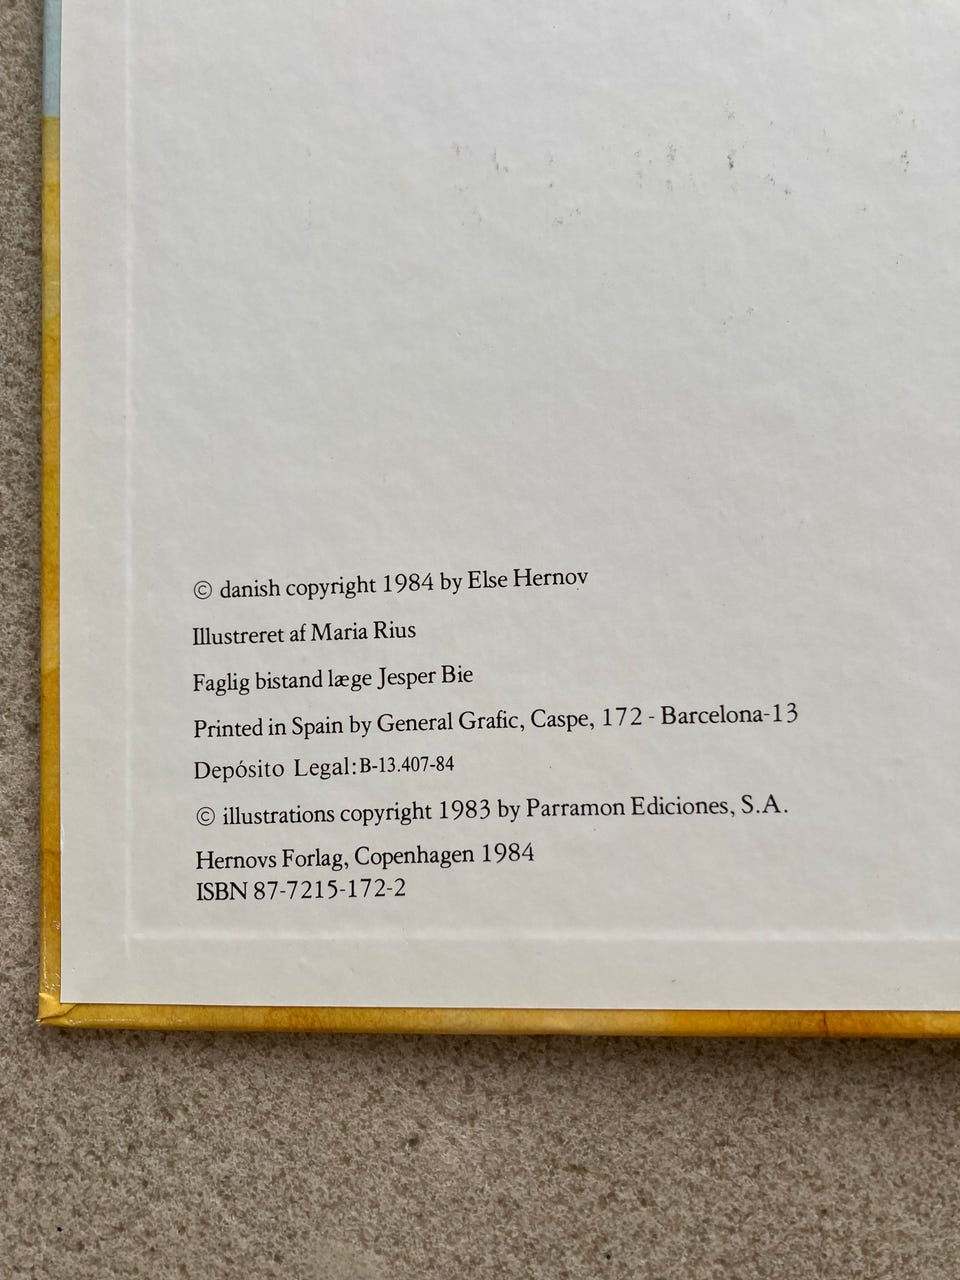 © danish copyright 1984 by Else Hernov
Illustreret af Maria Rius
Faglig bistand læge Jesper Bie
Printed in Spain by General Grafic, Caspe, 172 - Barcelona-13
Depósito Legal: B-13.407-84
© illustrations copyright 1983 by Parramon Ediciones, S.A.
Hernovs Forlag, Copenhagen 1984
ISBN 87-7215-172-2